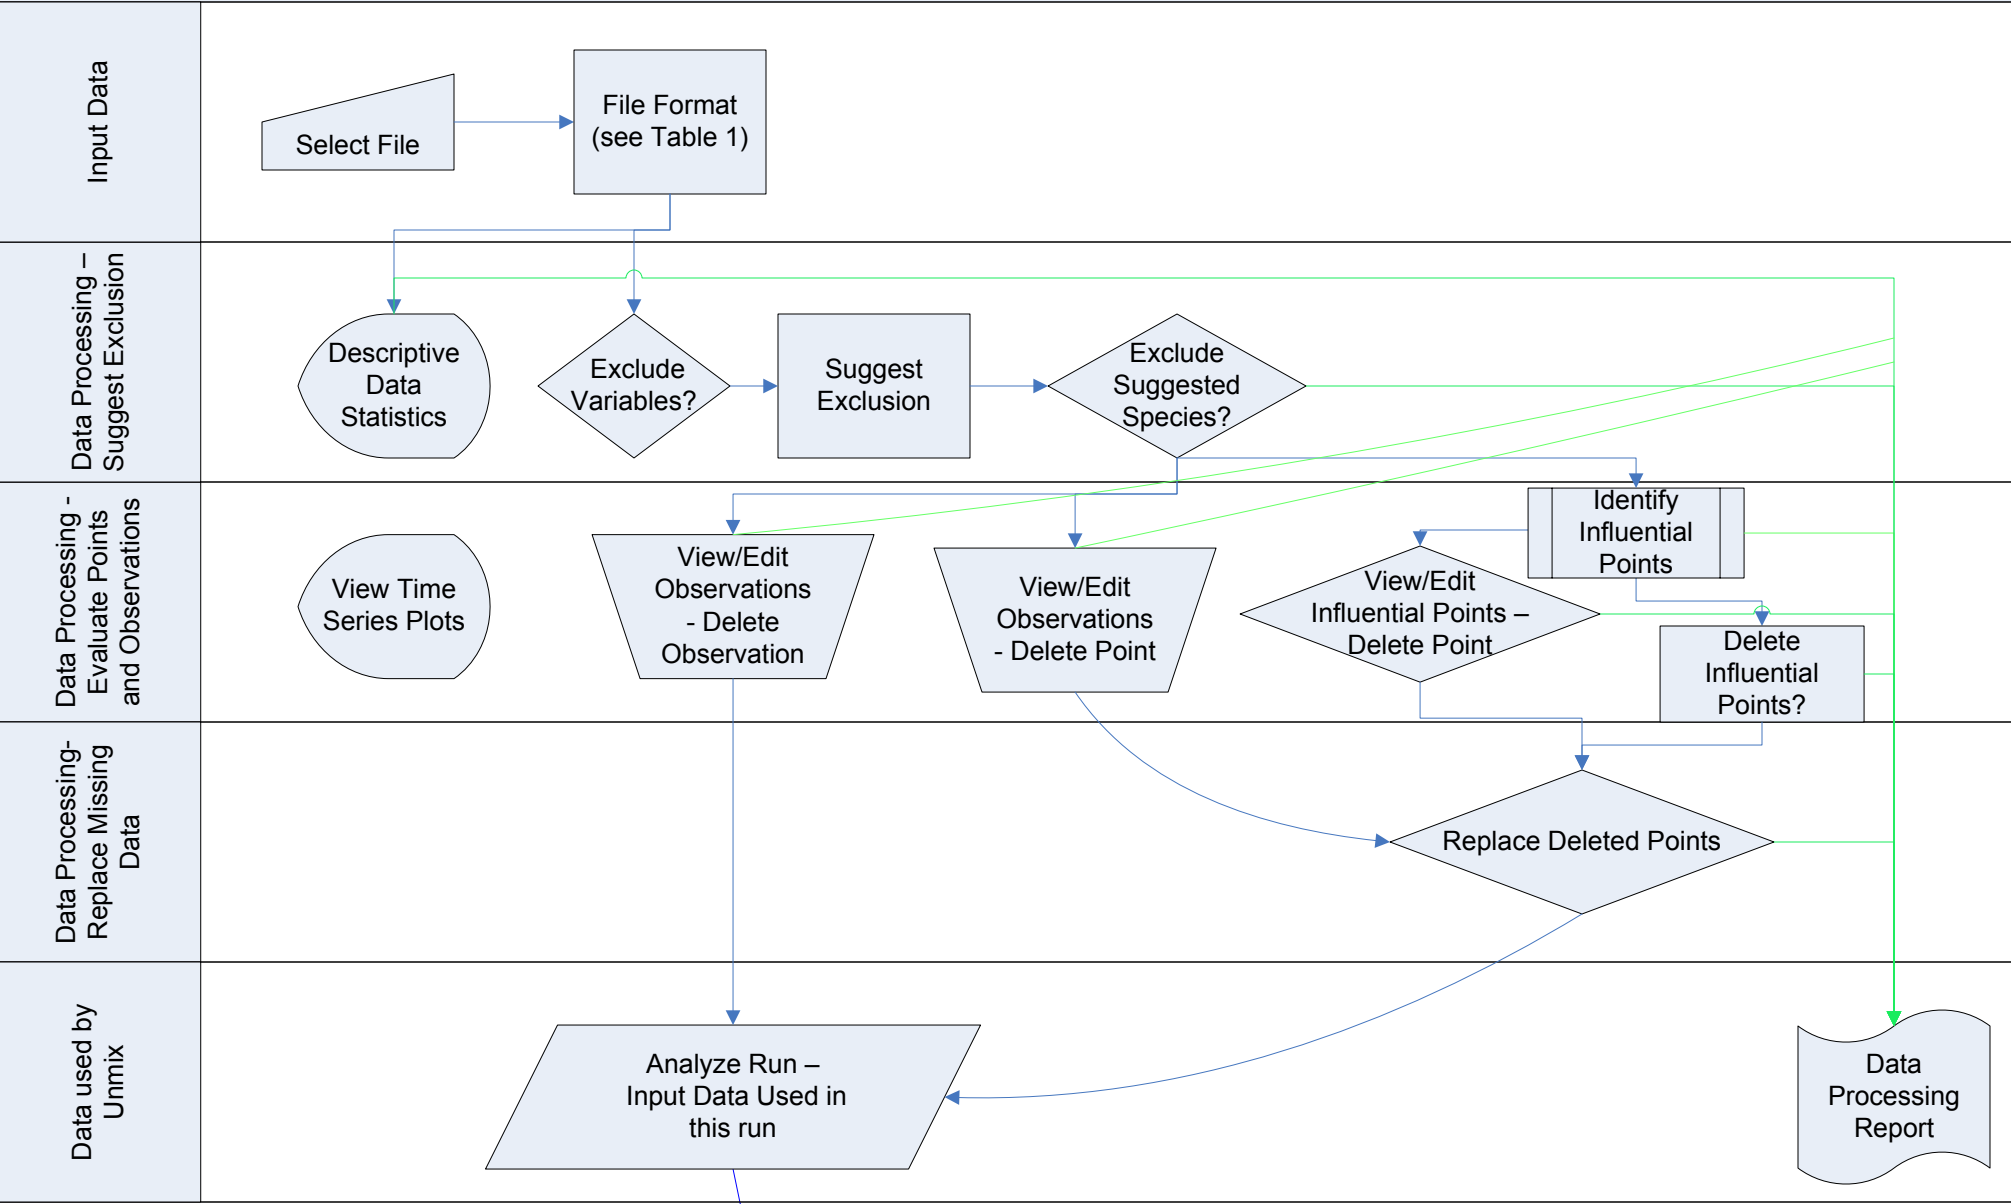 Input Data
Select File
File Format
(see Table 1)
Data Processing –
Suggest Exclusion
Descriptive
Data
Statistics
Exclude
Variables?
Suggest
Exclusion
Exclude
Suggested
Species?
Data Processing -
Evaluate Points
and Observations
View Time
Series Plots
View/Edit
Observations
- Delete
Observation
View/Edit
Observations
- Delete Point
View/Edit
Influential Points –
Delete Point
Identify
Influential
Points
Delete
Influential
Points?
Data Processing-
Replace Missing
Data
Replace Deleted Points
Data used by
Unmix
Analyze Run –
Input Data Used in
this run
Data
Processing
Report